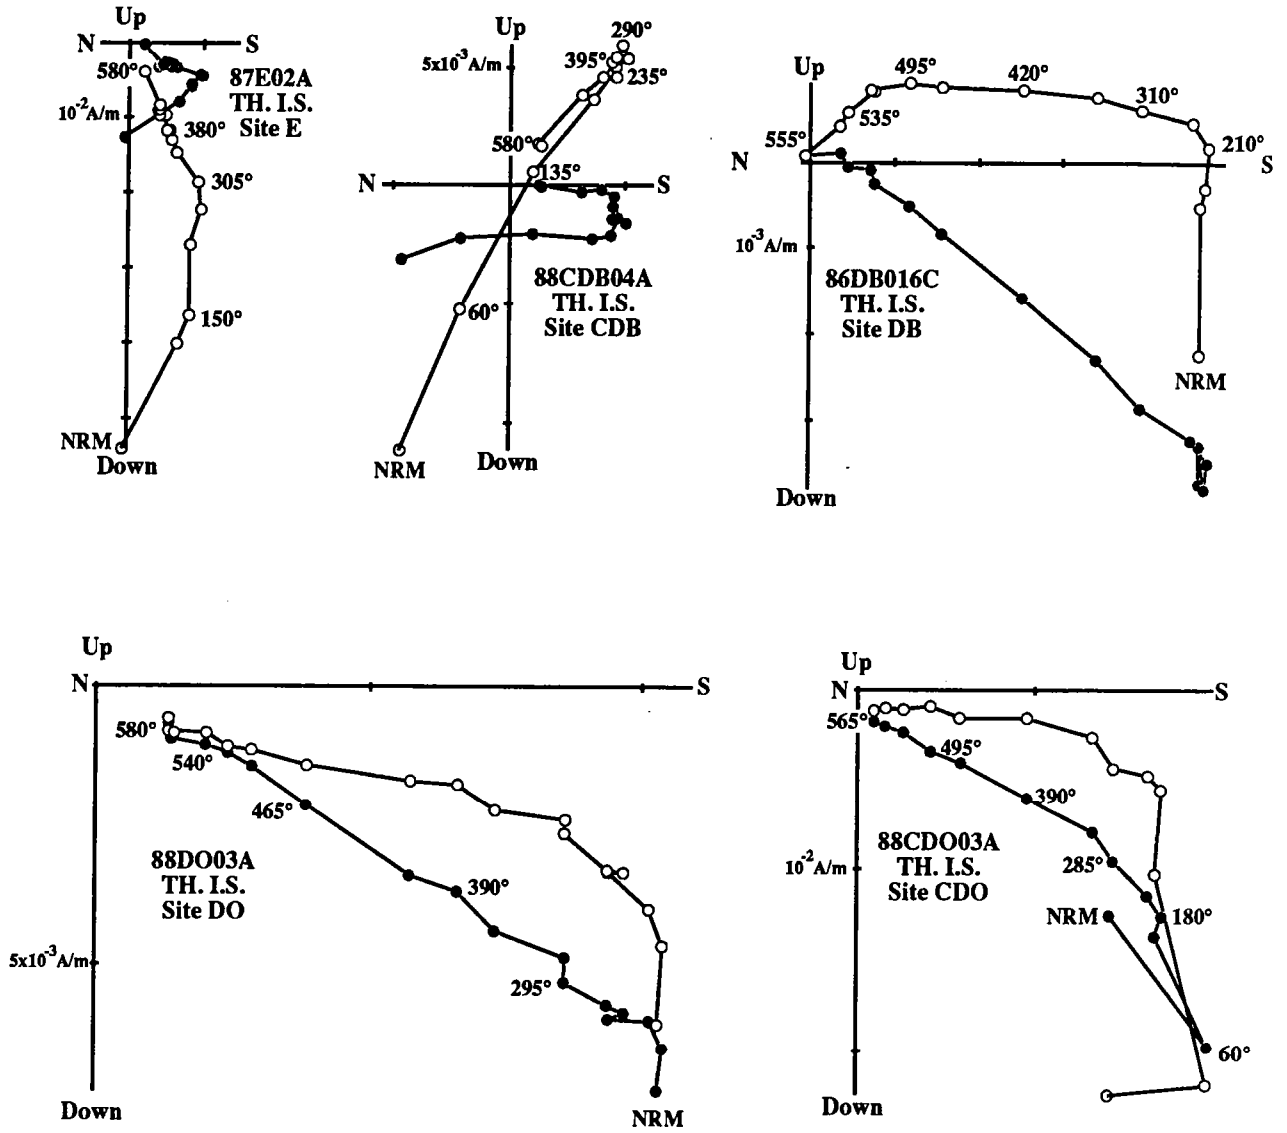 Up
N
S
580°
87E02A
TH. I.S.
Site E
10⁻²A/m
380°
305°
150°
NRM
Down
Up
290°
5x10⁻³A/m
395°
235°
580°
135°
N
S
88CDB04A
TH. I.S.
Site CDB
60°
NRM
Down
Up
495°
420°
310°
535°
555°
210°
N
S
10⁻³A/m
86DB016C
TH. I.S.
Site DB
NRM
Down
Up
N
S
580°
540°
465°
88DO03A
TH. I.S.
Site DO
390°
5x10⁻³A/m
295°
Down
NRM
Up
N
S
565°
495°
390°
88CDO03A
TH. I.S.
Site CDO
10⁻²A/m
285°
NRM
180°
60°
Down